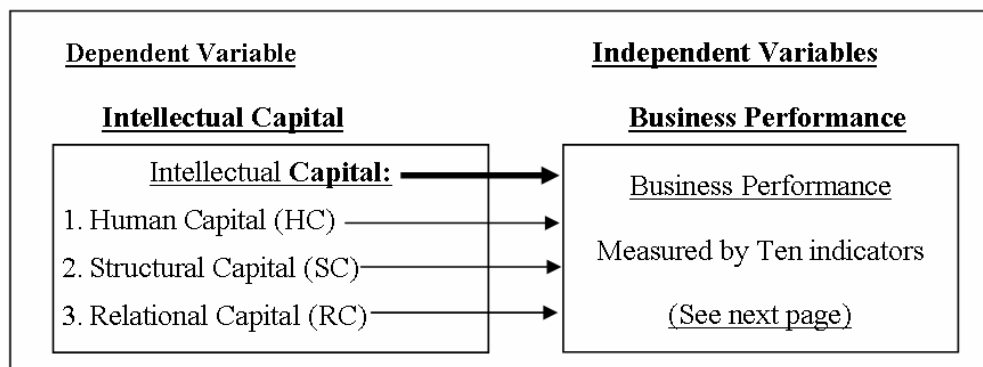 Dependent Variable
Independent Variables
Intellectual Capital
Business Performance
Intellectual Capital:
1. Human Capital (HC)
2. Structural Capital (SC)
3. Relational Capital (RC)
Business Performance
Measured by Ten indicators
(See next page)